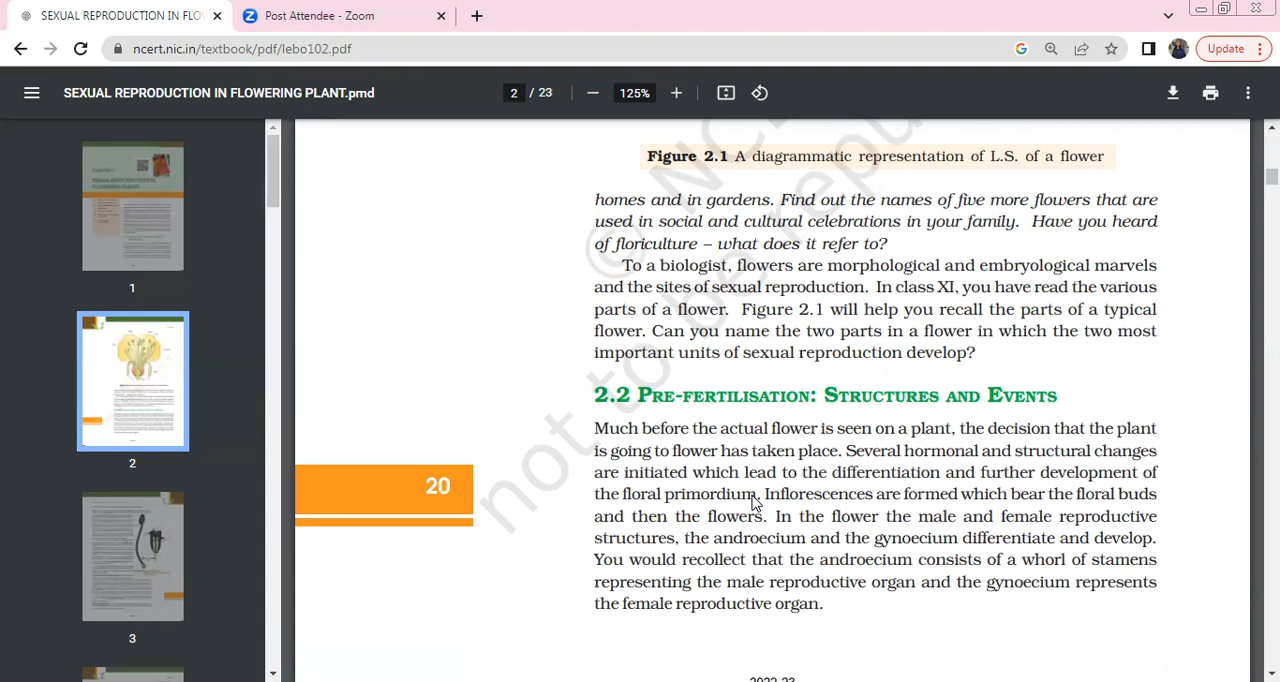 SEXUAL REPRODUCTION IN FLO
Post Attendee - Zoom
ncert.nic.in/textbook/pdf/lebo102.pdf
Update
SEXUAL REPRODUCTION IN FLOWERING PLANT.pmd
2 / 23
125%
1
2
3
Figure 2.1 A diagrammatic representation of L.S. of a flower
homes and in gardens. Find out the names of five more flowers that are
used in social and cultural celebrations in your family. Have you heard
of floriculture – what does it refer to?
To a biologist, flowers are morphological and embryological marvels
and the sites of sexual reproduction. In class XI, you have read the various
parts of a flower. Figure 2.1 will help you recall the parts of a typical
flower. Can you name the two parts in a flower in which the two most
important units of sexual reproduction develop?
2.2 PRE-FERTILISATION: STRUCTURES AND EVENTS
Much before the actual flower is seen on a plant, the decision that the plant
is going to flower has taken place. Several hormonal and structural changes
are initiated which lead to the differentiation and further development of
the floral primordium. Inflorescences are formed which bear the floral buds
and then the flowers. In the flower the male and female reproductive
structures, the androecium and the gynoecium differentiate and develop.
You would recollect that the androecium consists of a whorl of stamens
representing the male reproductive organ and the gynoecium represents
the female reproductive organ.
20
not to be repu
© NC
2022-23